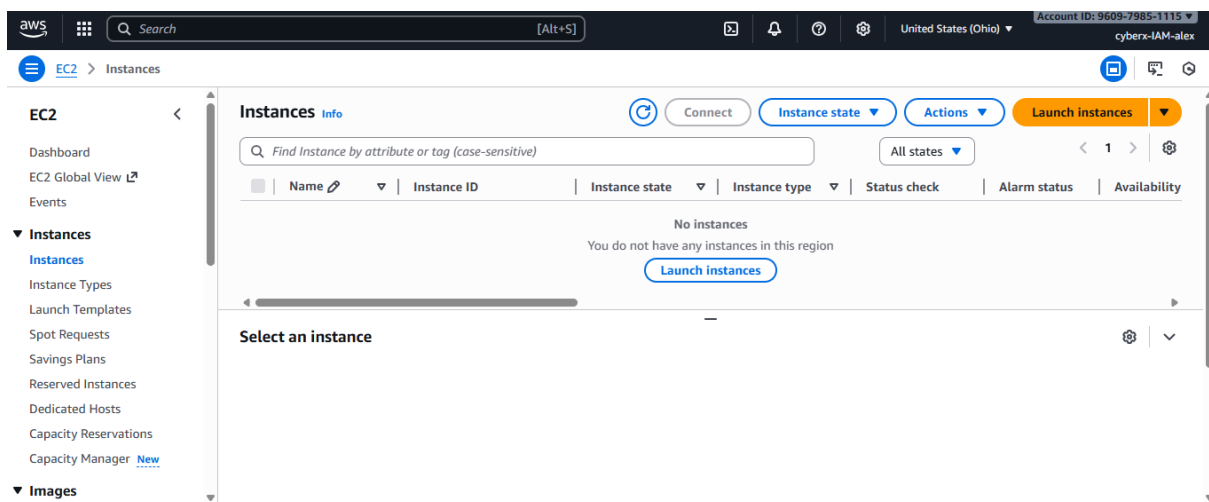 aws
Search
[Alt+S]
United States (Ohio)
Account ID: 9609-7985-1115
cyberx-IAM-alex
EC2 > Instances
EC2
Dashboard
EC2 Global View
Events
Instances
Instances
Instance Types
Launch Templates
Spot Requests
Savings Plans
Reserved Instances
Dedicated Hosts
Capacity Reservations
Capacity Manager New
Images
Instances Info
Connect
Instance state
Actions
Launch instances
Find Instance by attribute or tag (case-sensitive)
All states
< 1 >
Name Instance ID Instance state Instance type Status check Alarm status Availability
No instances
You do not have any instances in this region
Launch instances
Select an instance